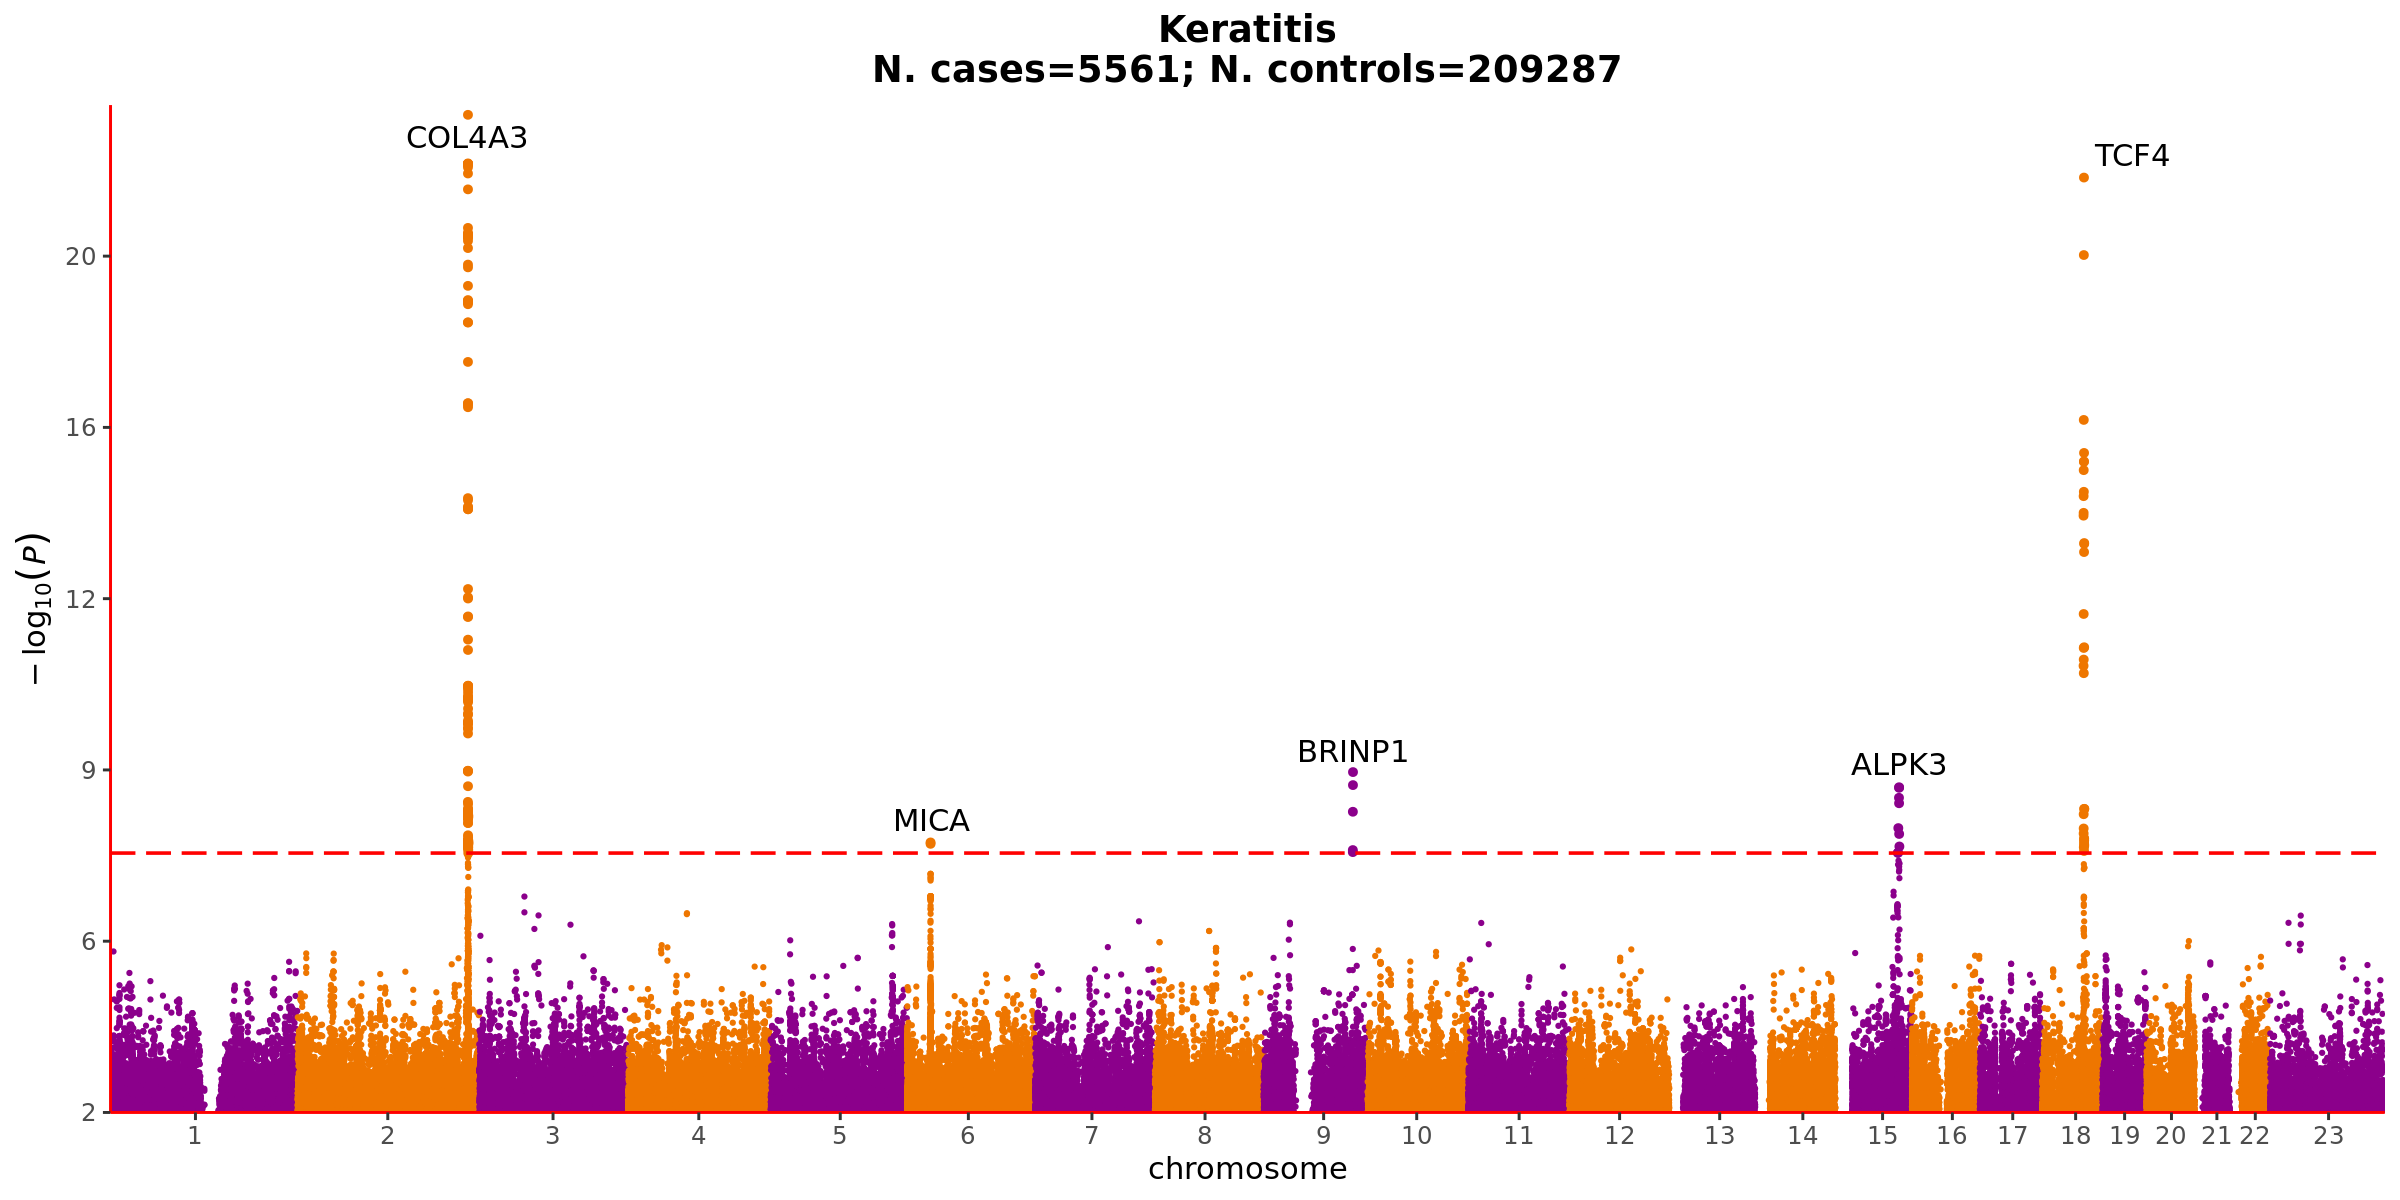 Keratitis
N. cases=5561; N. controls=209287
COL4A3
TCF4
BRINP1
ALPK3
MICA
20
16
12
9
6
2
−log10(P)
1 2 3 4 5 6 7 8 9 10 11 12 13 14 15 16 17 18 19 20 21 22 23
chromosome